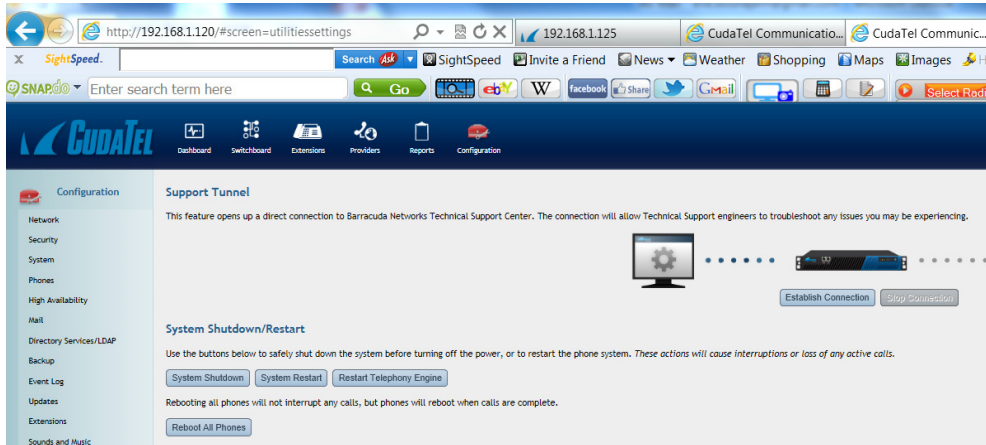 http://192.168.1.120/#screen=utilitiessettings
192.168.1.125
CudaTel Communicatio...
CudaTel Communic...
X SightSpeed. Search Ask SightSpeed Invite a Friend News Weather Shopping Maps Images
SNAP.do Enter search term here Go eby W facebook Share GMail Select Radi
CUDATEL
Dashboard Switchboard Extensions Providers Reports Configuration
Configuration
Network
Security
System
Phones
High Availability
Mail
Directory Services/LDAP
Backup
Event Log
Updates
Extensions
Sounds and Music
Support Tunnel
This feature opens up a direct connection to Barracuda Networks Technical Support Center. The connection will allow Technical Support engineers to troubleshoot any issues you may be experiencing.
Establish Connection Stop Connection
System Shutdown/Restart
Use the buttons below to safely shut down the system before turning off the power, or to restart the phone system. These actions will cause interruptions or loss of any active calls.
System Shutdown System Restart Restart Telephony Engine
Rebooting all phones will not interrupt any calls, but phones will reboot when calls are complete.
Reboot All Phones